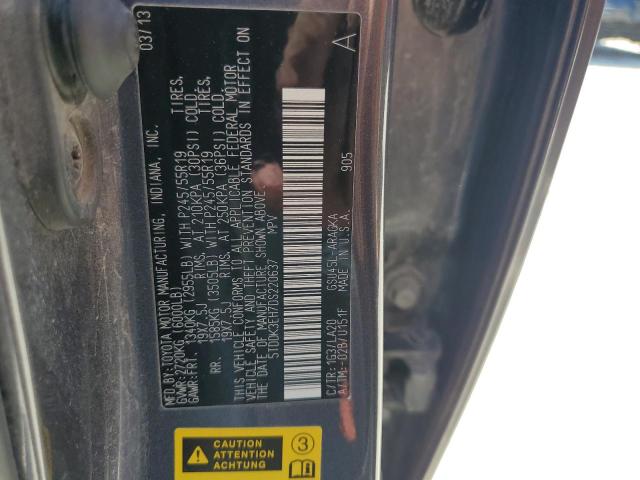 MFD.BY:TOYOTA MOTOR MANUFACTURING, INDIANA, INC. 03/13
GVWR:2720KG (6000LB)
GAWR:FRT. 1340KG (2955LB) WITH P245/55R19 TIRES,
19X7.5J RIMS, AT 210KPA (30PSI) COLD,
RR. 1589KG (3505LB) WITH P245/55R19 TIRES,
19X7.5J RIMS, AT 250KPA (36PSI) COLD,
THIS VEHICLE CONFORMS TO ALL APPLICABLE FEDERAL MOTOR
VEHICLE SAFETY AND THEFT PREVENTION STANDARDS IN EFFECT ON
THE DATE OF MANUFACTURE SHOWN ABOVE.
5TDDK3EH7DS220637 MPV A
C/TR:1G3/LA20 GSU45L-ARAGKA 905
A/TM:-02B/U151F MADE IN U.S.A.
CAUTION
ATTENTION
ACHTUNG
3